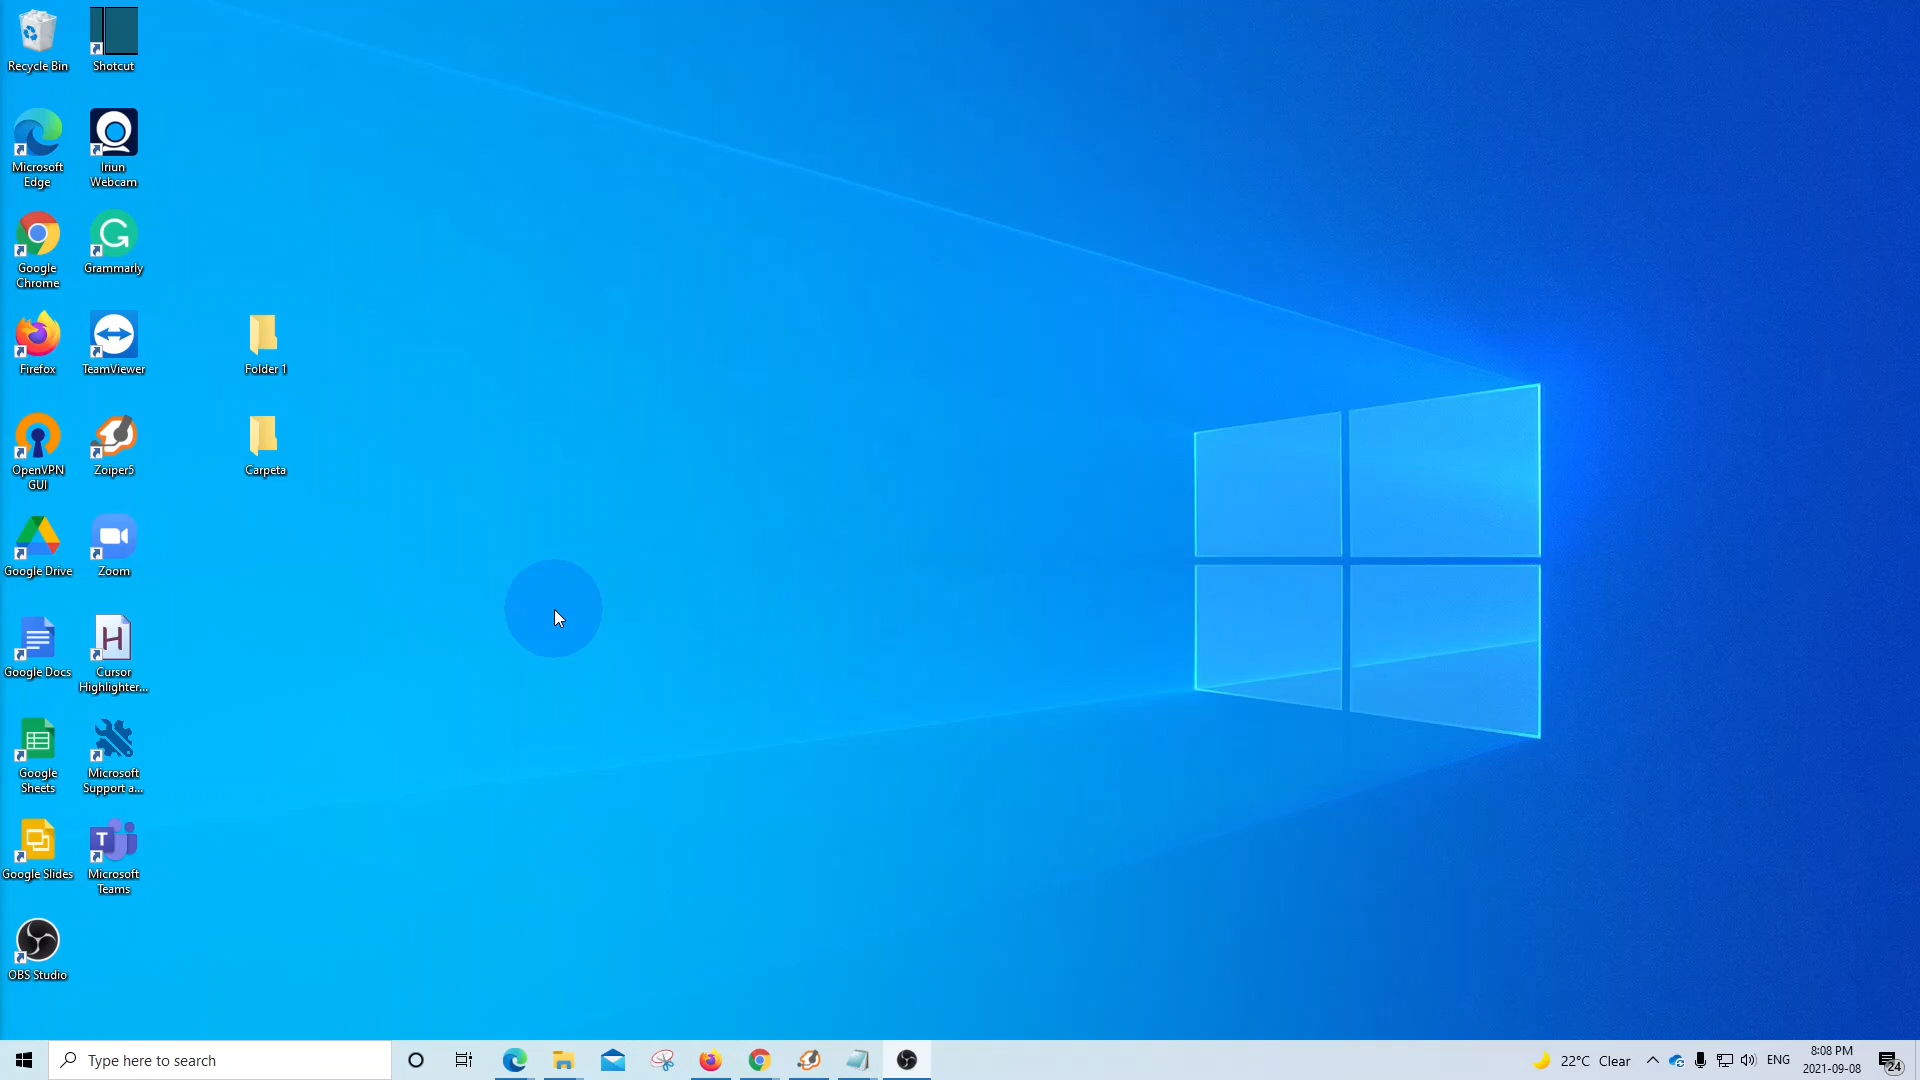 Recycle Bin
Shotcut
Microsoft
Edge
Iriun
Webcam
Google
Chrome
Grammarly
Firefox
TeamViewer
Folder 1
OpenVPN
GUI
Zoiper5
Carpeta
Google Drive
Zoom
Google Docs
Cursor
Highlighter...
Google
Sheets
Microsoft
Support a...
Google Slides
Microsoft
Teams
OBS Studio
Type here to search
22°C Clear
ENG
8:08 PM
2021-09-08
24